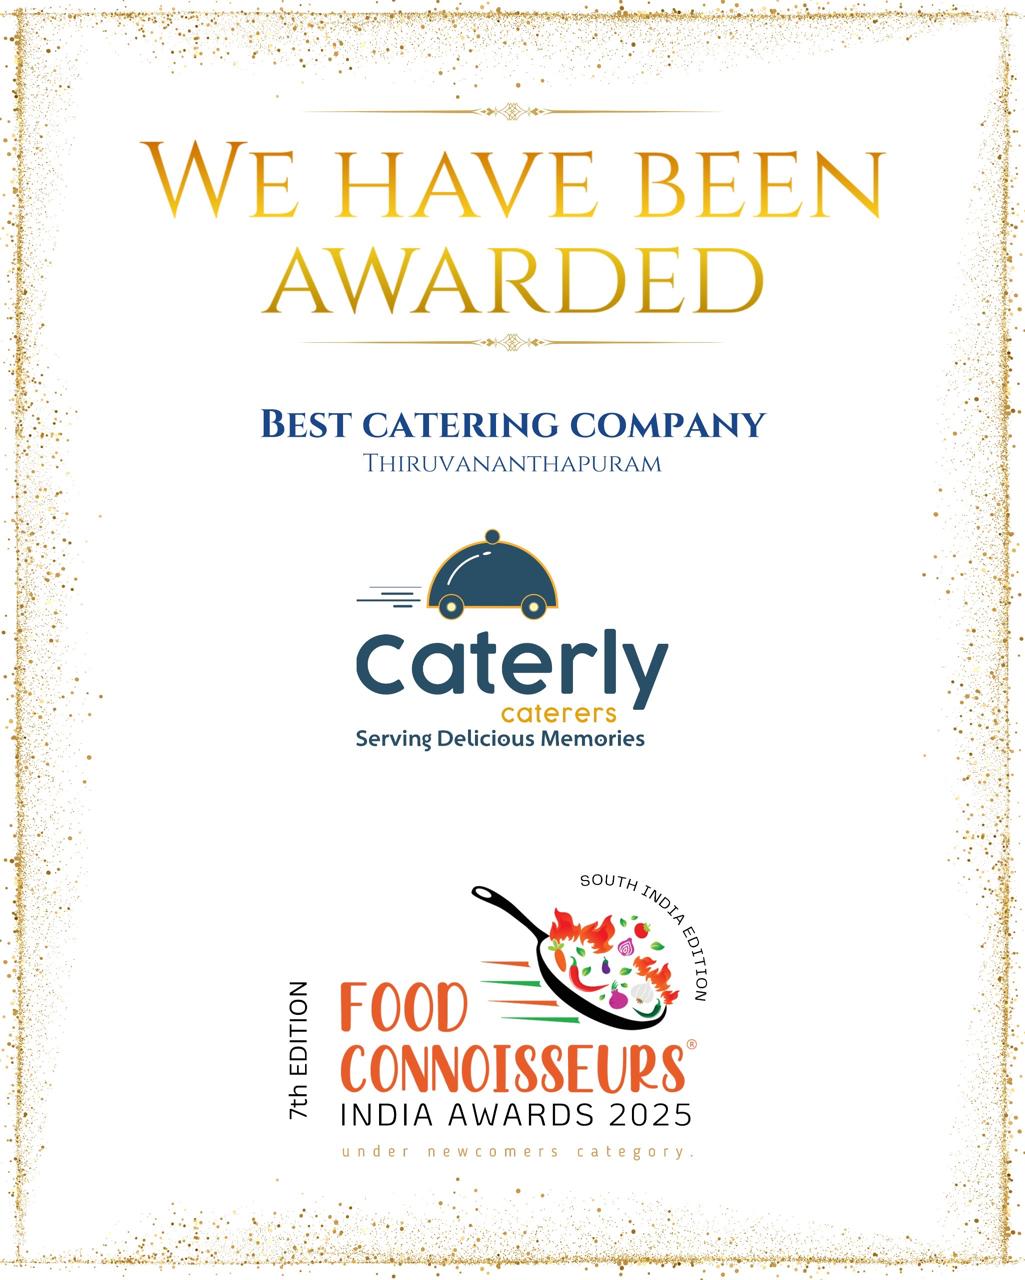 WE HAVE BEEN
AWARDED
BEST CATERING COMPANY
THIRUVANANTHAPURAM
Caterly
caterers
Serving Delicious Memories
SOUTH INDIA EDITION
7th EDITION
FOOD
CONNOISSEURS®
INDIA AWARDS 2025
under newcomers category.